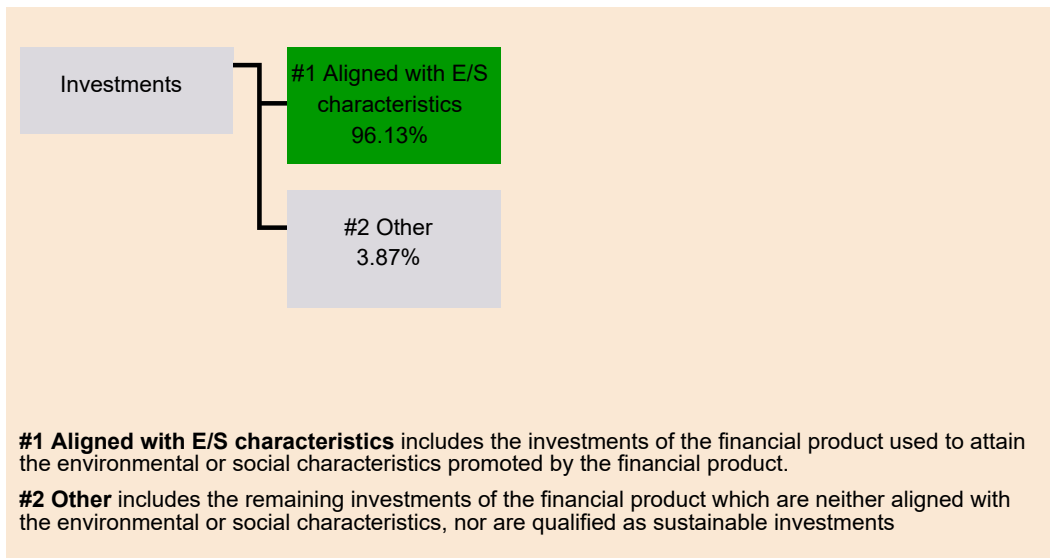 Investments
#1 Aligned with E/S
characteristics
96.13%
#2 Other
3.87%
#1 Aligned with E/S characteristics includes the investments of the financial product used to attain
the environmental or social characteristics promoted by the financial product.
#2 Other includes the remaining investments of the financial product which are neither aligned with
the environmental or social characteristics, nor are qualified as sustainable investments